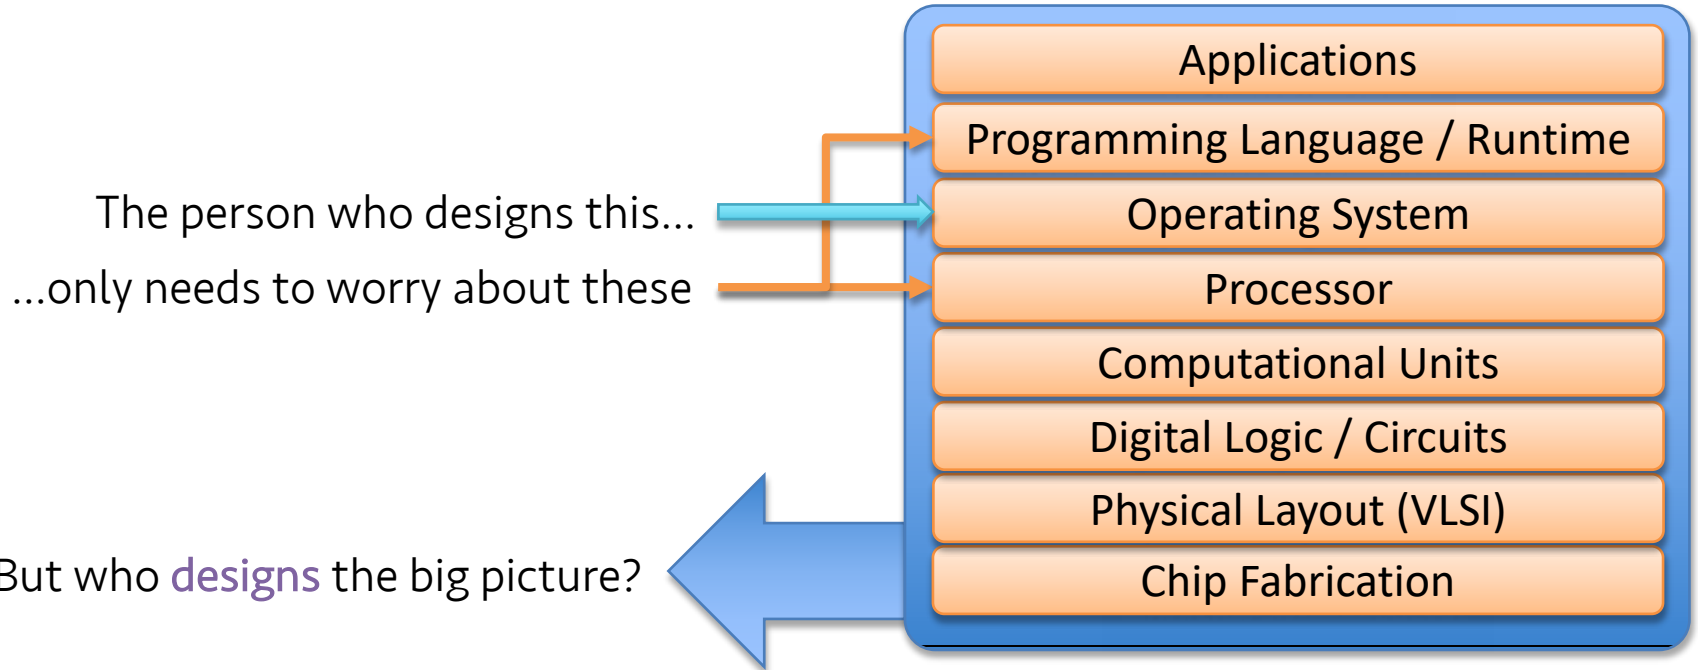 Applications
Programming Language / Runtime
The person who designs this...
Operating System
...only needs to worry about these
Processor
Computational Units
Digital Logic / Circuits
Physical Layout (VLSI)
But who designs the big picture?
Chip Fabrication